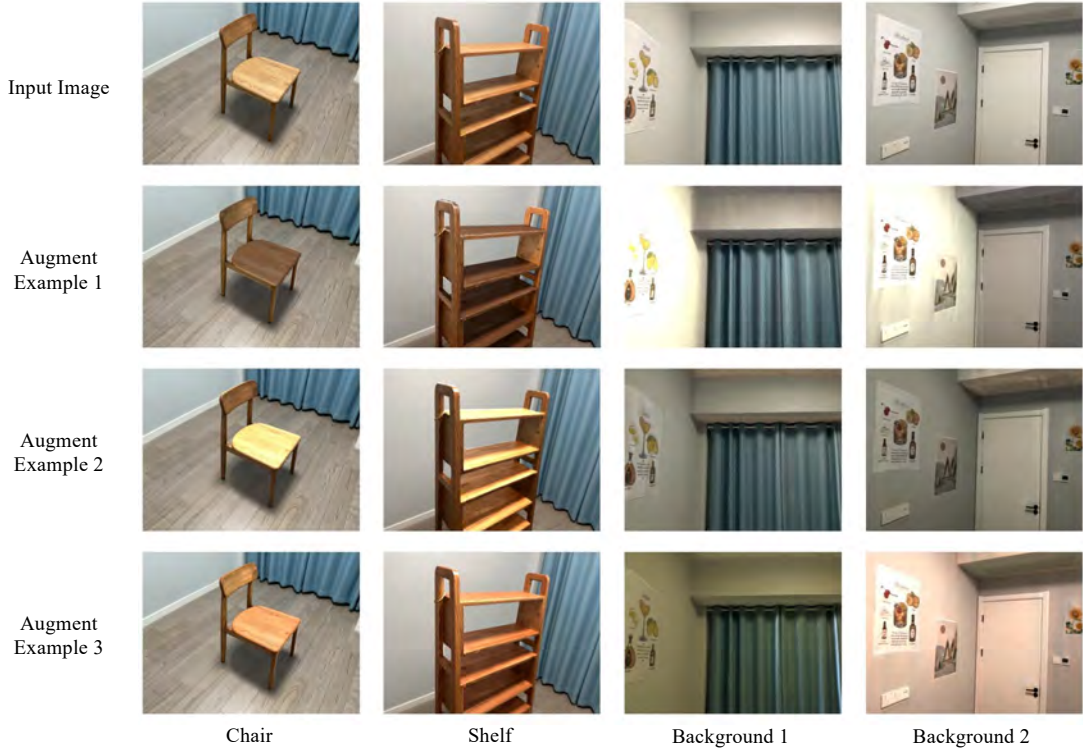 Input Image
Augment
Example 1
Augment
Example 2
Augment
Example 3
Chair
Shelf
Background 1
Background 2